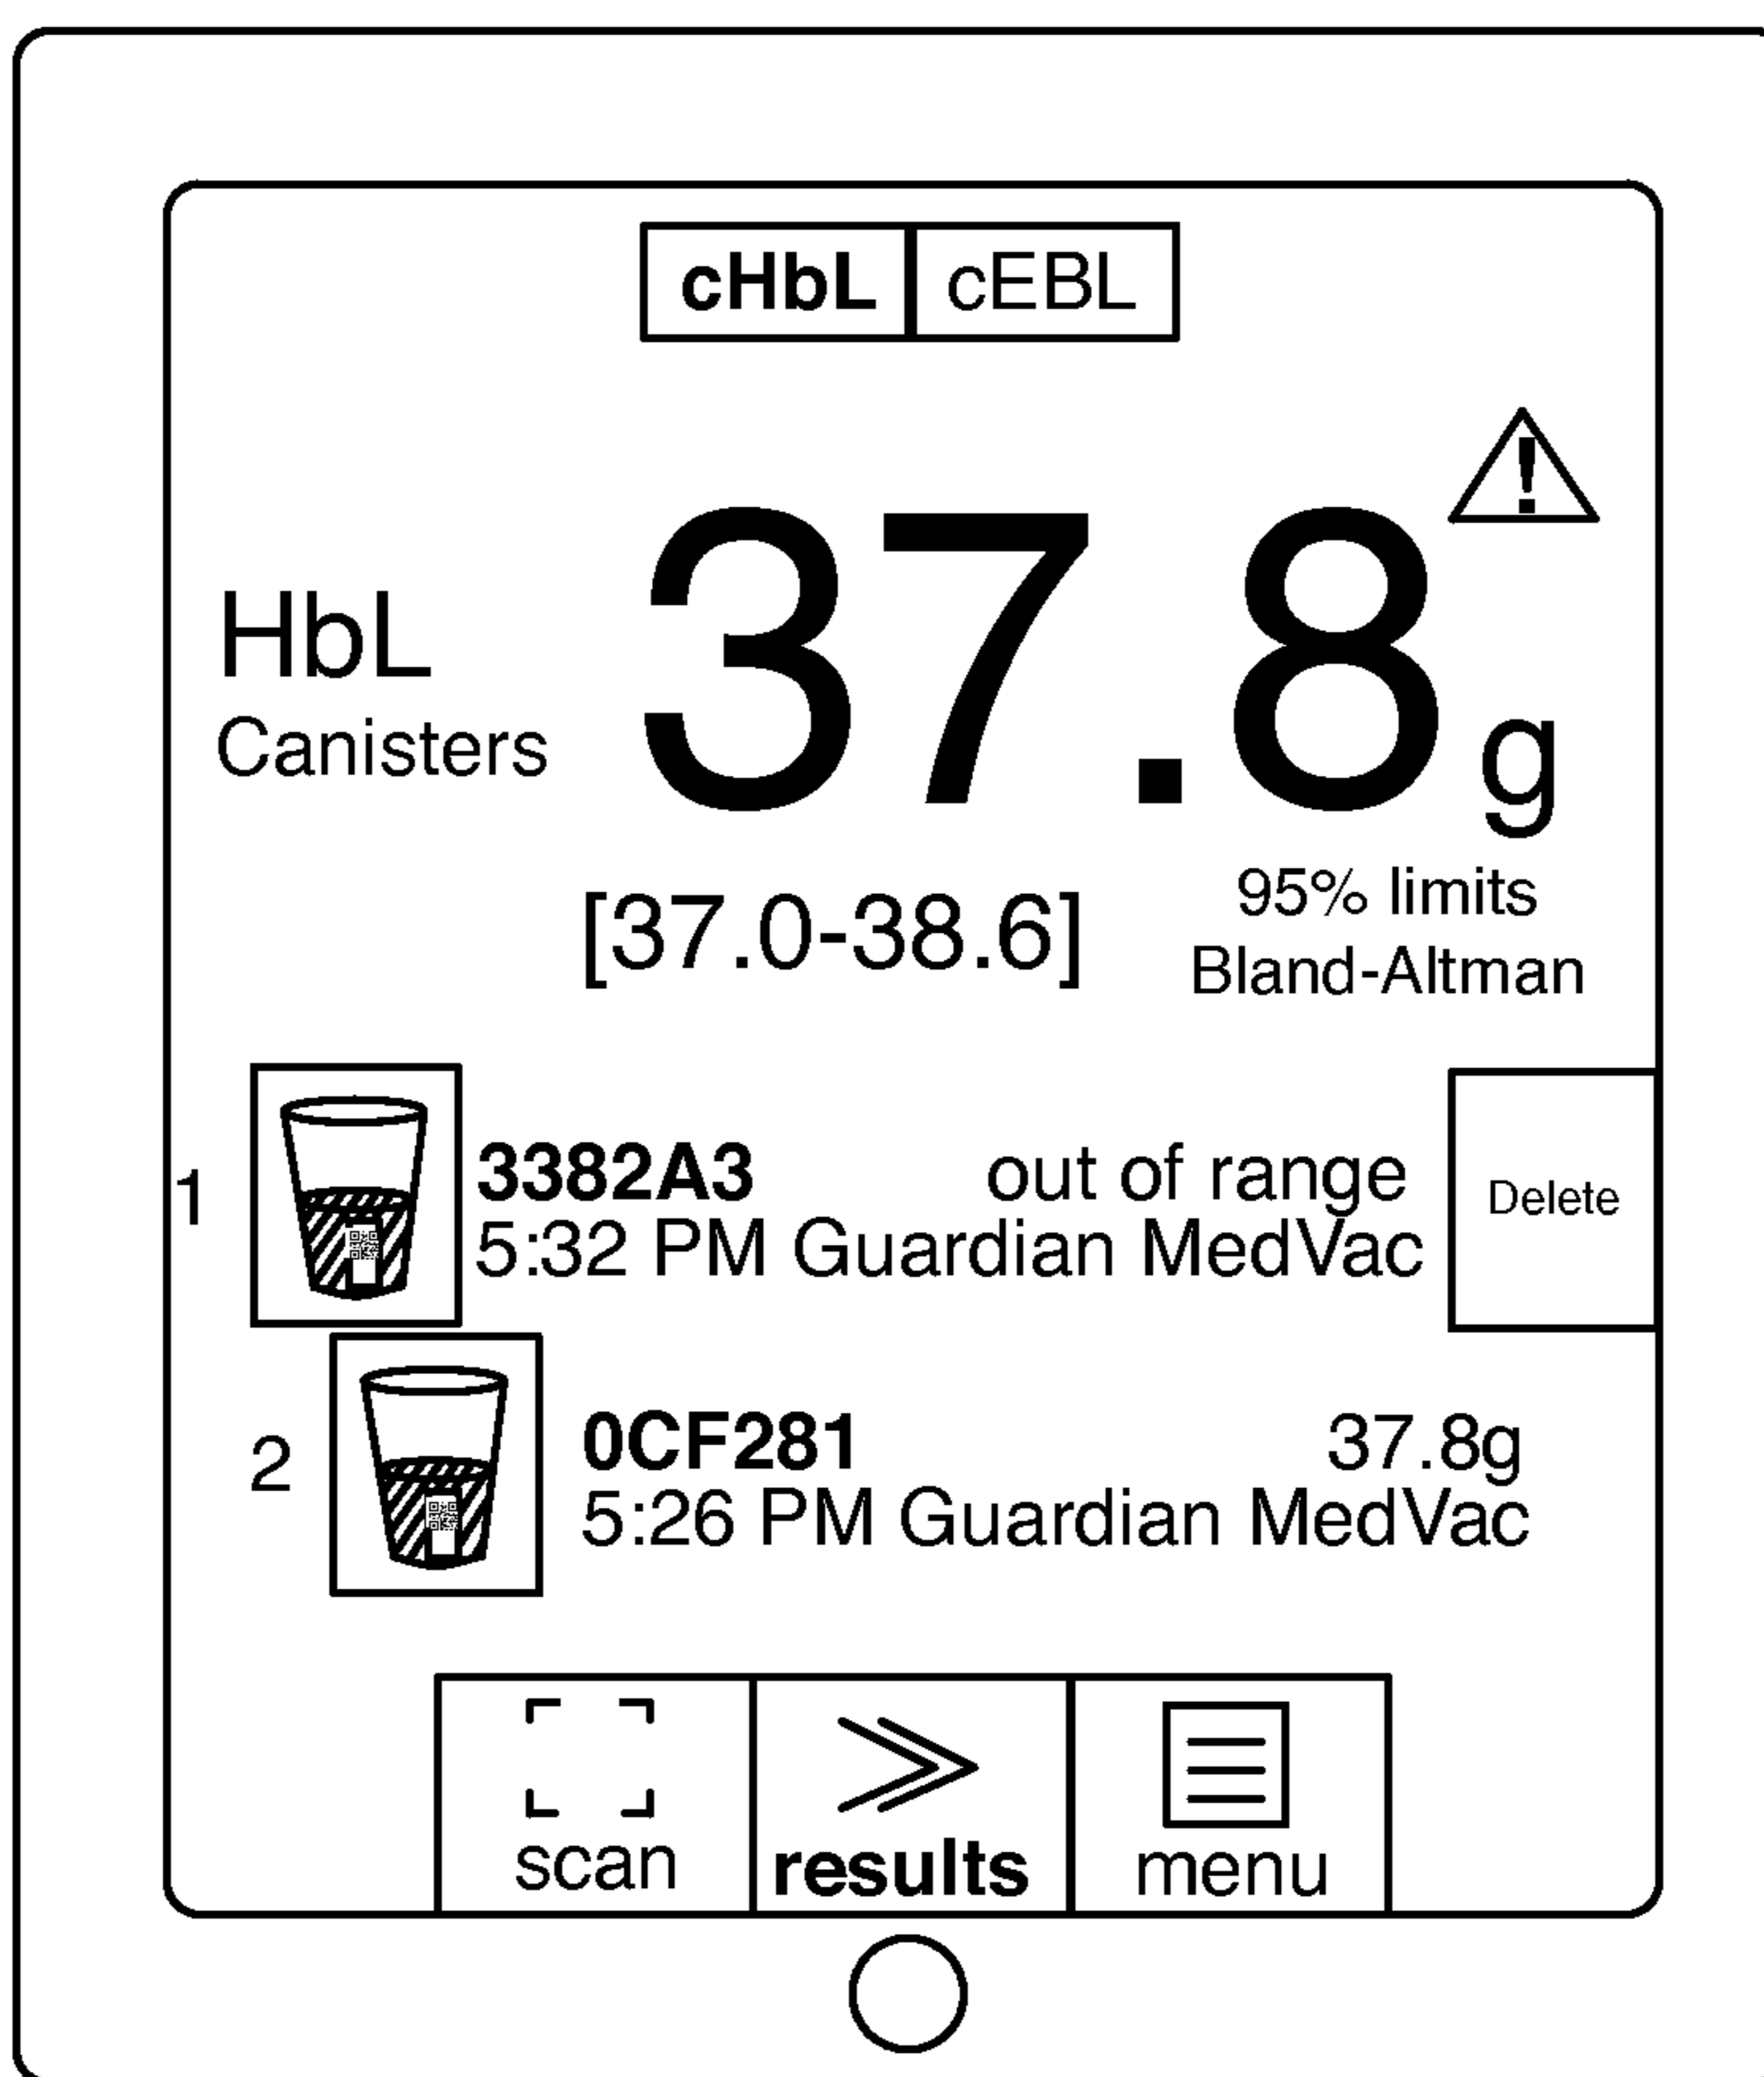 cHbL cEBL
!
HbL
Canisters
37.8 g
[37.0-38.6]
95% limits
Bland-Altman
1
3382A3 out of range
5:32 PM Guardian MedVac
Delete
2
0CF281 37.8g
5:26 PM Guardian MedVac
scan results menu